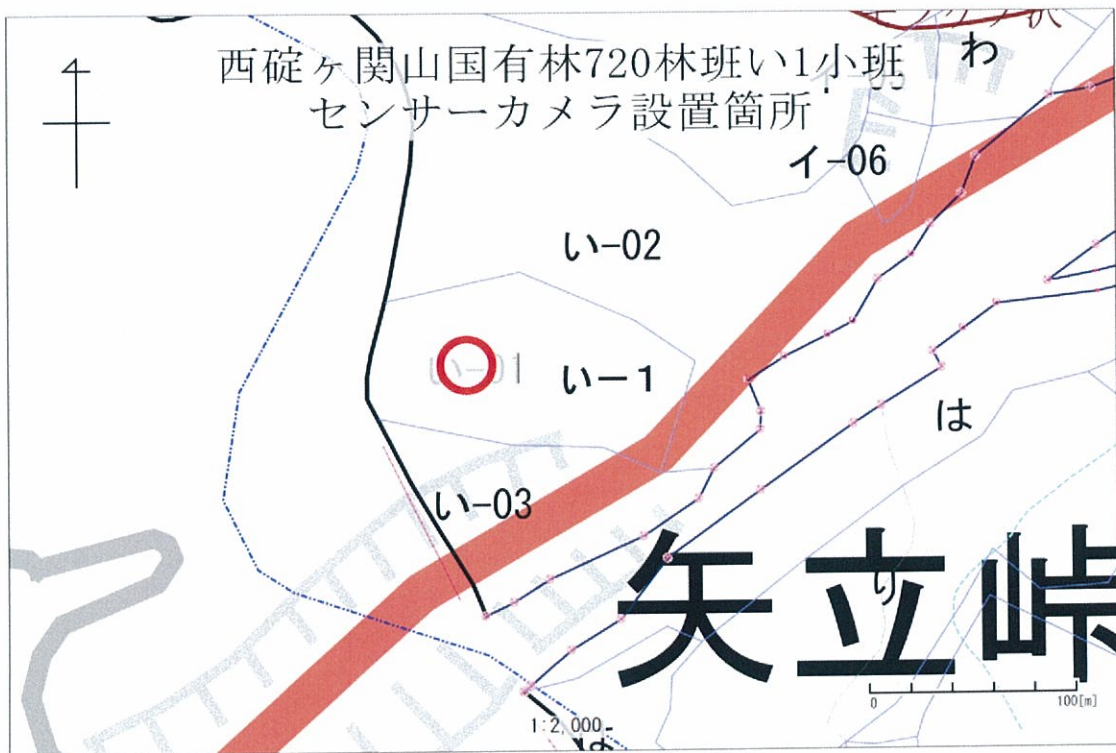 西碇ヶ関山国有林720林班い1小班
センサーカメラ設置箇所
わ
イ-06
い-02
い-01
い-1
は
い-03
矢立峠
り
0 100[m]
1:2,000